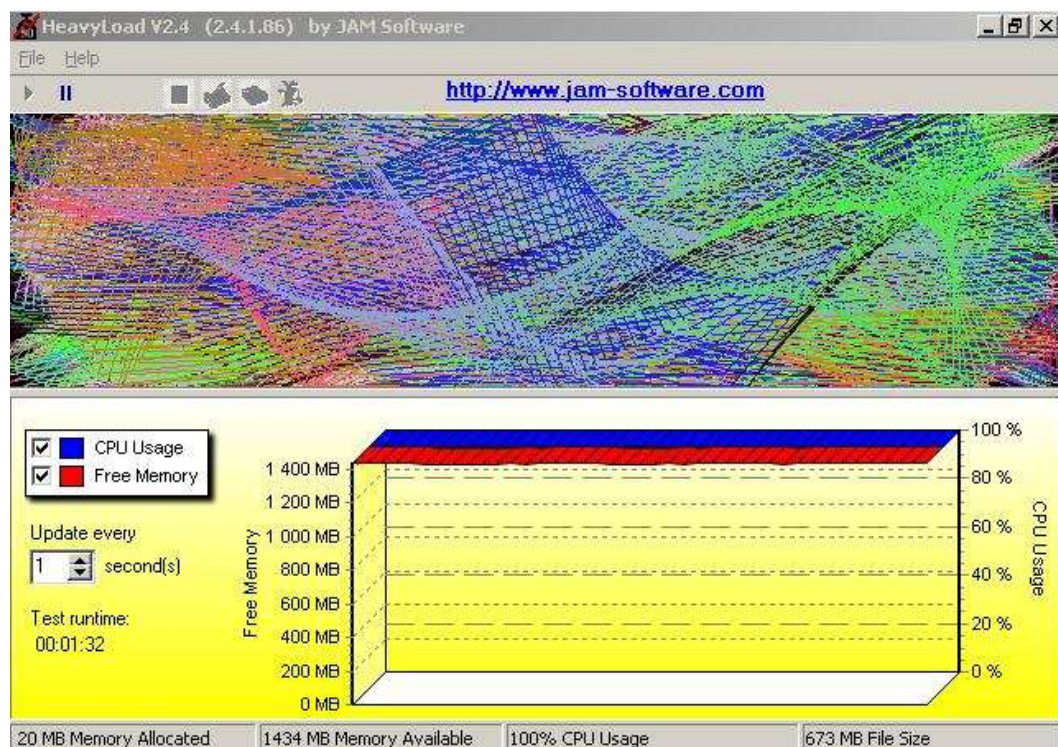 HeavyLoad V2.4 (2.4.1.86) by JAM Software
File Help
http://www.jam-software.com
CPU Usage
Free Memory
Update every
1 second(s)
Test runtime:
00:01:32
Free Memory
1 400 MB
1 200 MB
1 000 MB
800 MB
600 MB
400 MB
200 MB
0 MB
100 %
80 %
60 %
40 %
20 %
0 %
CPU Usage
20 MB Memory Allocated 1434 MB Memory Available 100% CPU Usage 673 MB File Size